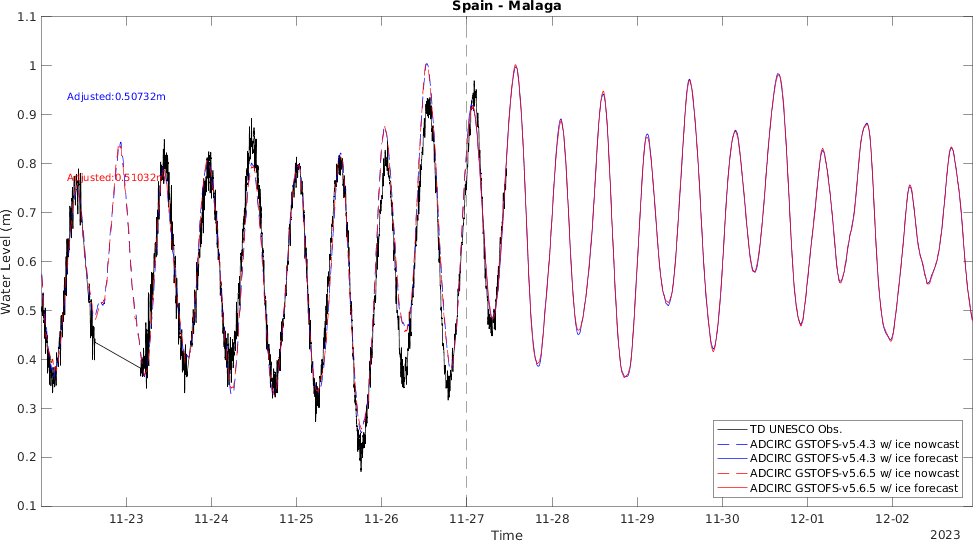 Spain - Malaga
1.1
1
0.9
0.8
0.7
0.6
0.5
0.4
0.3
0.2
0.1
Water Level (m)
Adjusted:0.50732m
Adjusted:0.51032m
TD UNESCO Obs.
ADCIRC GSTOFS-v5.4.3 w/ ice nowcast
ADCIRC GSTOFS-v5.4.3 w/ ice forecast
ADCIRC GSTOFS-v5.6.5 w/ ice nowcast
ADCIRC GSTOFS-v5.6.5 w/ ice forecast
11-23 11-24 11-25 11-26 11-27 11-28 11-29 11-30 12-01 12-02
Time
2023